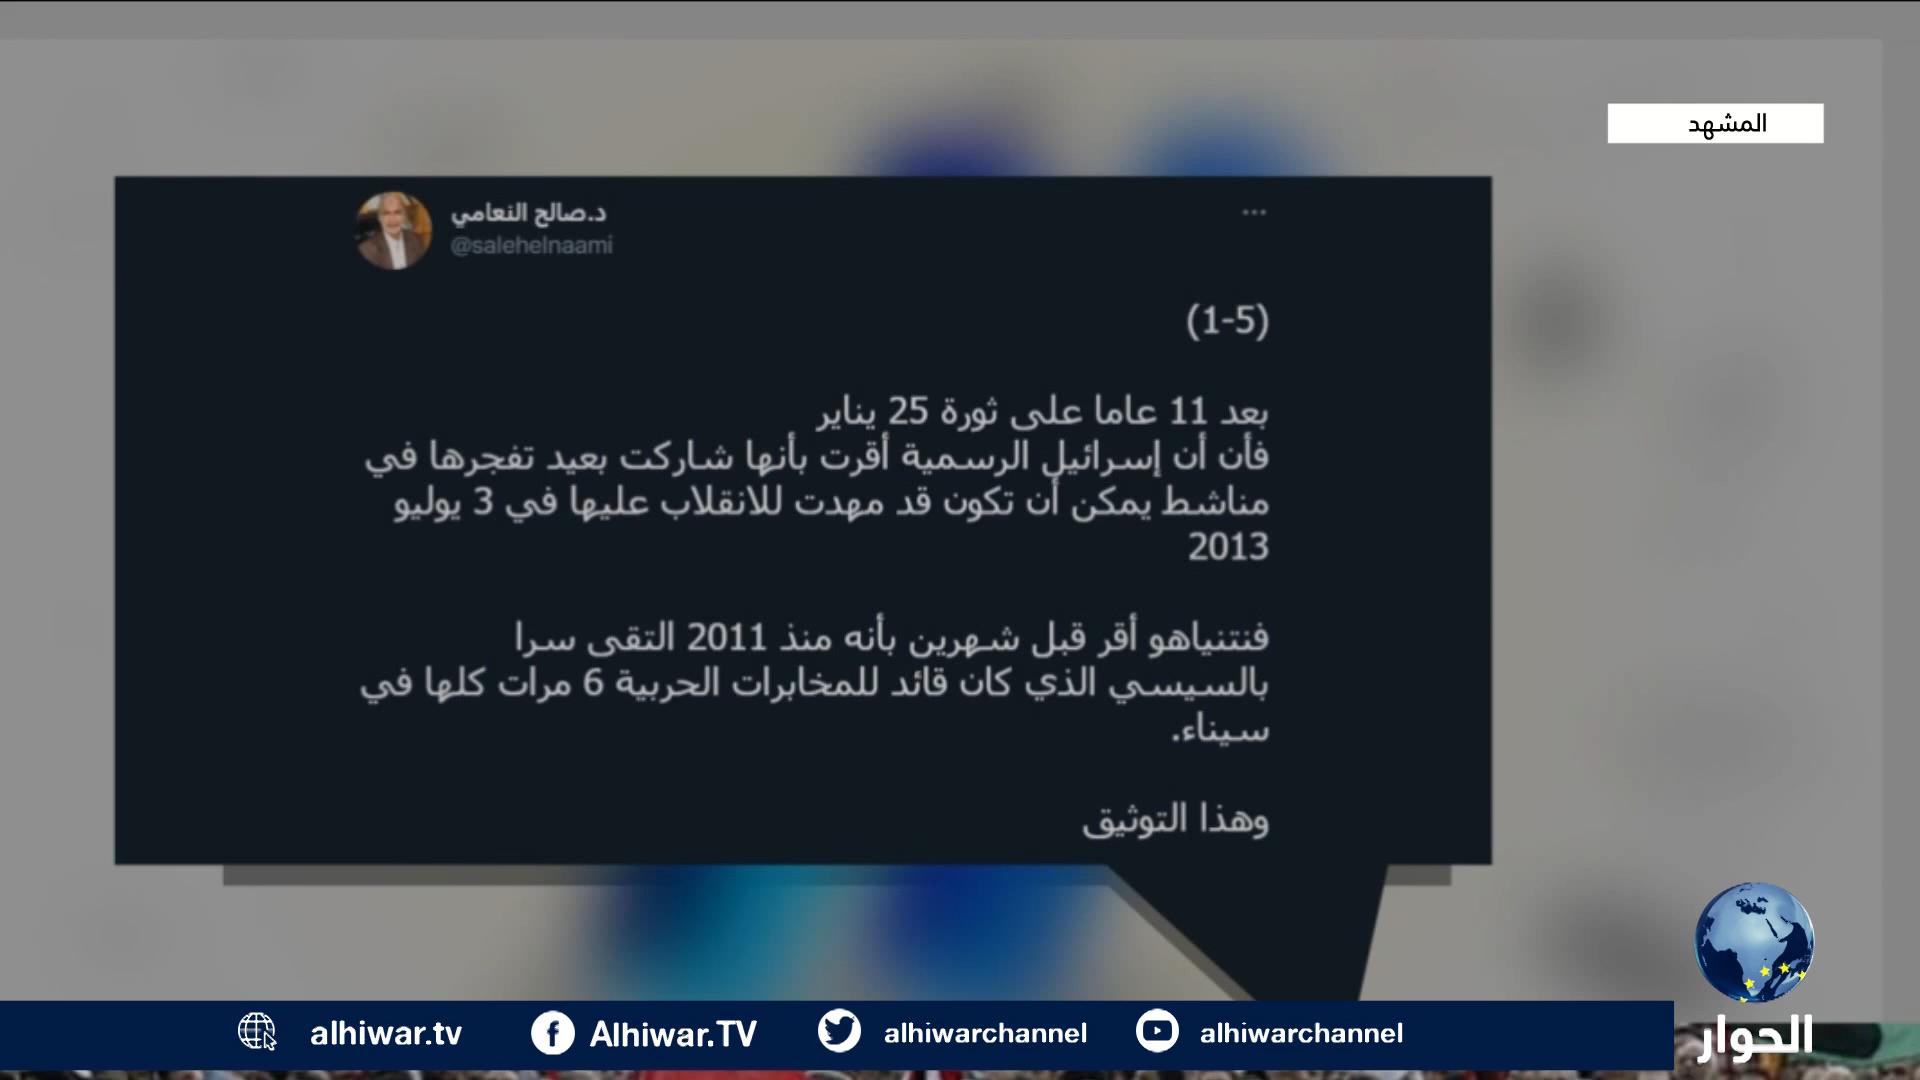 المشهد
د.صالح النعامي
@salehelnaami
(1-5)
بعد 11 عاما على ثورة 25 يناير
فأن أن إسرائيل الرسمية أقرت بأنها شاركت بعيد تفجرها في
مناشط يمكن أن تكون قد مهدت للانقلاب عليها في 3 يوليو
2013
فنتنياهو أقر قبل شهرين بأنه منذ 2011 التقى سرا
بالسيسي الذي كان قائد للمخابرات الحربية 6 مرات كلها في
سيناء.
وهذا التوثيق
alhiwar.tv
Alhiwar.TV
alhiwarchannel
alhiwarchannel
الحوار